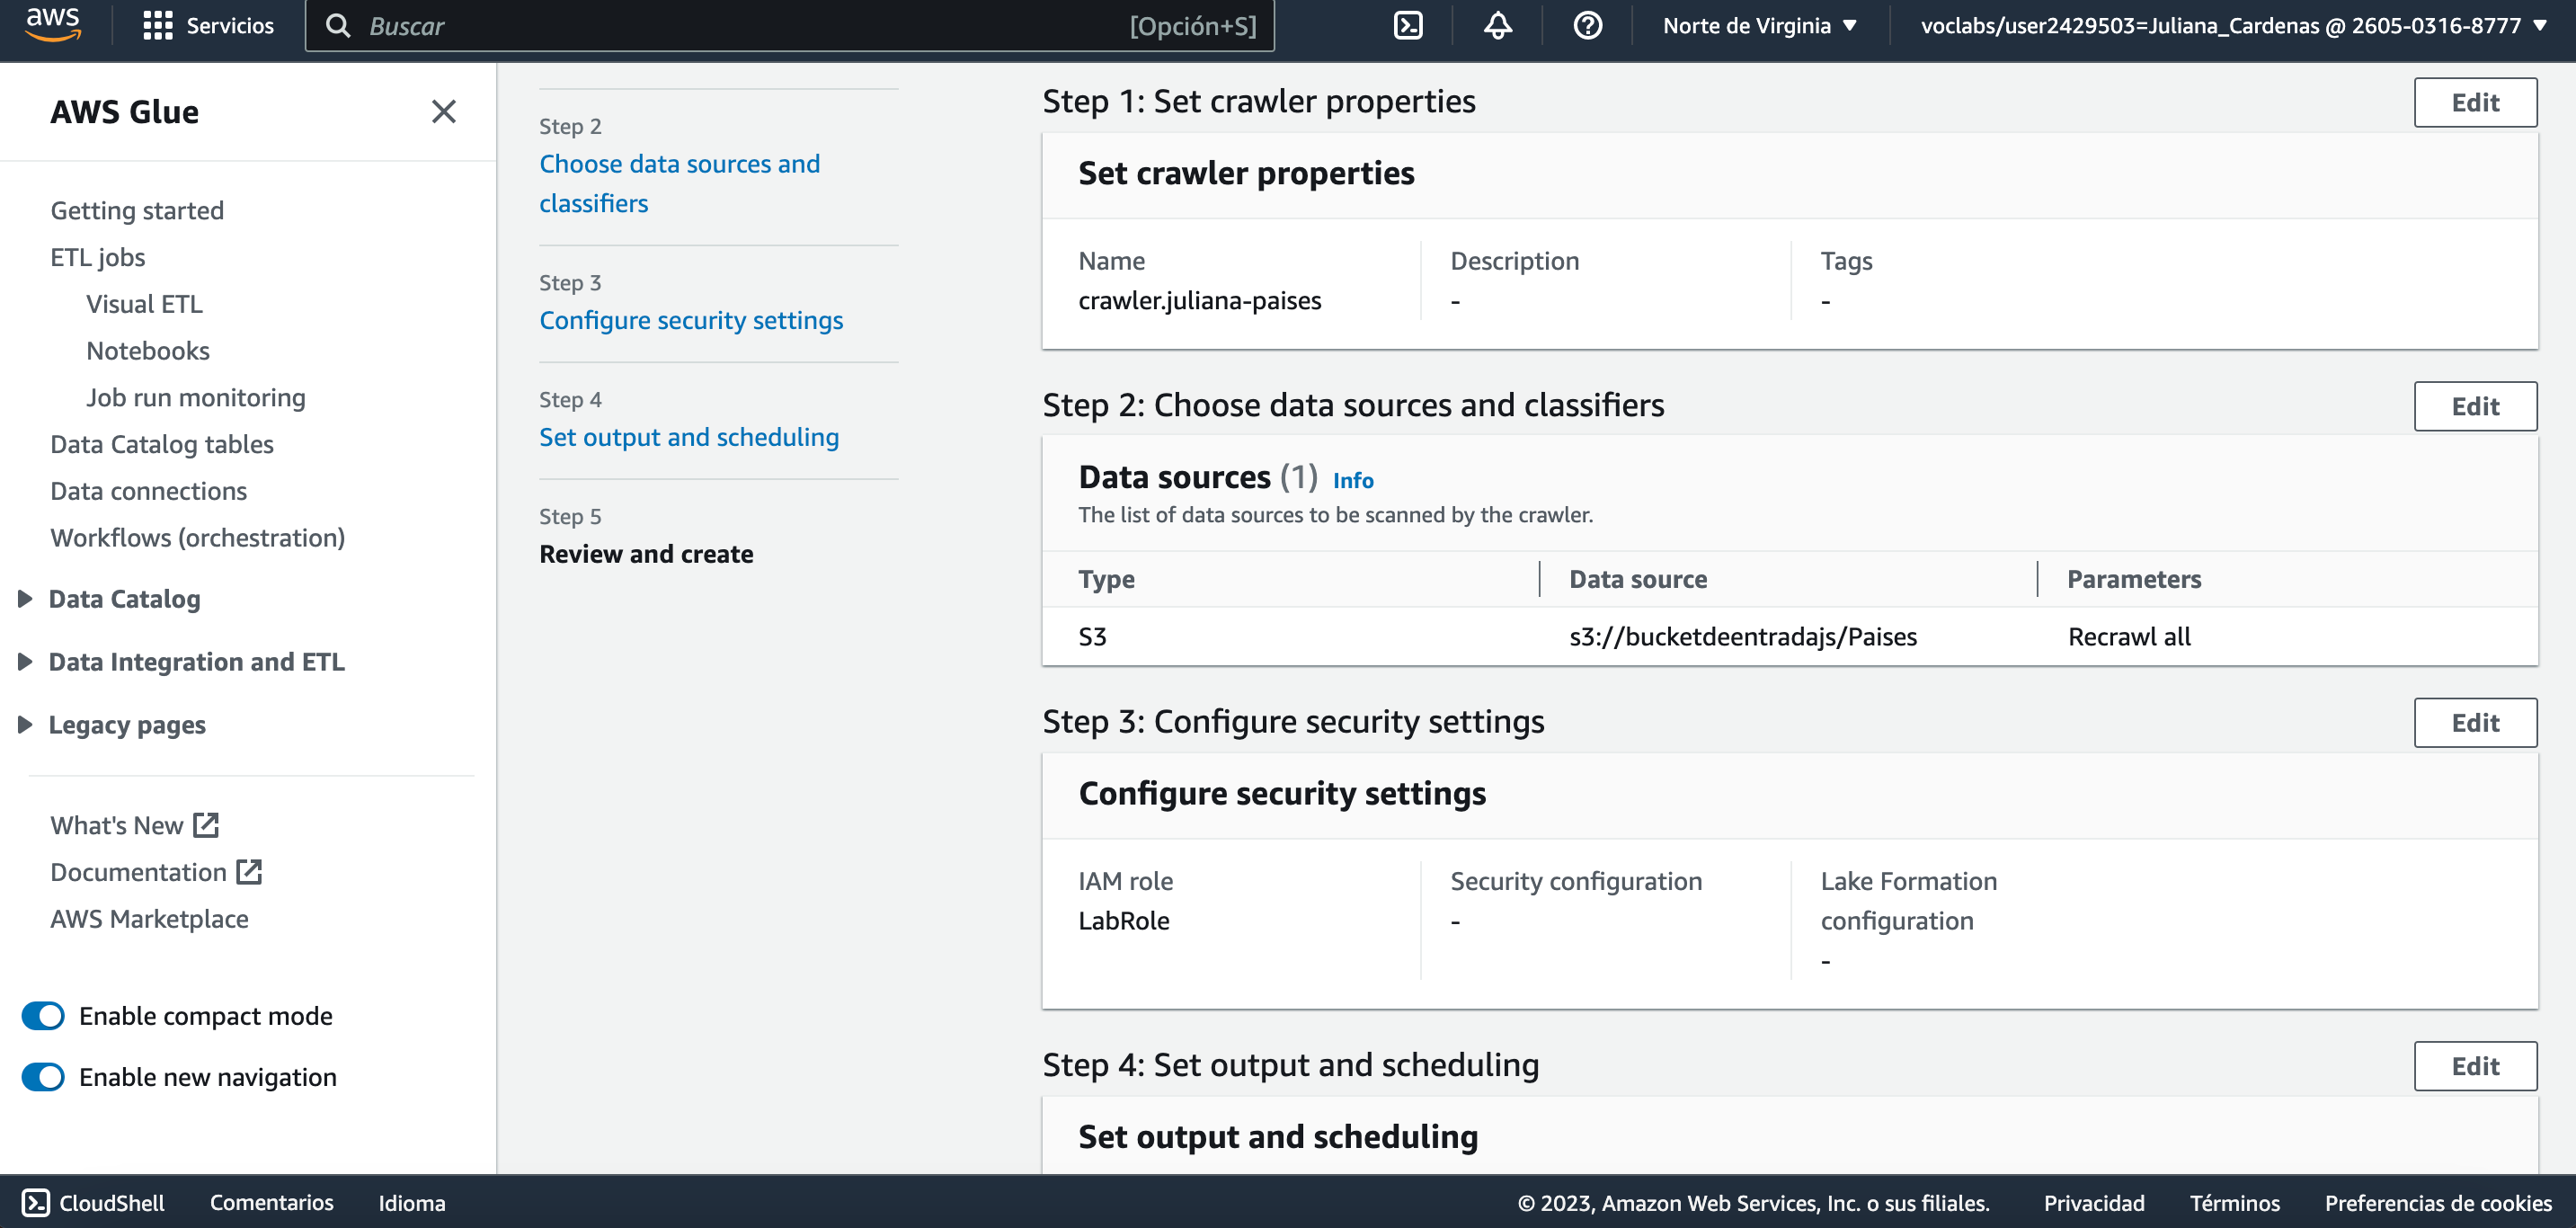 aws
Servicios
Buscar
[Opción+S]
Norte de Virginia
voclabs/user2429503=Juliana_Cardenas @ 2605-0316-8777
AWS Glue
Getting started
ETL jobs
Visual ETL
Notebooks
Job run monitoring
Data Catalog tables
Data connections
Workflows (orchestration)
Data Catalog
Data Integration and ETL
Legacy pages
What's New
Documentation
AWS Marketplace
Enable compact mode
Enable new navigation
Step 2
Choose data sources and
classifiers
Step 3
Configure security settings
Step 4
Set output and scheduling
Step 5
Review and create
Step 1: Set crawler properties
Edit
Set crawler properties
Name
crawler.juliana-paises
Description
-
Tags
-
Step 2: Choose data sources and classifiers
Edit
Data sources (1) Info
The list of data sources to be scanned by the crawler.
Type
Data source
Parameters
S3
s3://bucketdeentradajs/Paises
Recrawl all
Step 3: Configure security settings
Edit
Configure security settings
IAM role
LabRole
Security configuration
-
Lake Formation
configuration
-
Step 4: Set output and scheduling
Edit
Set output and scheduling
CloudShell
Comentarios
Idioma
© 2023, Amazon Web Services, Inc. o sus filiales.
Privacidad
Términos
Preferencias de cookies